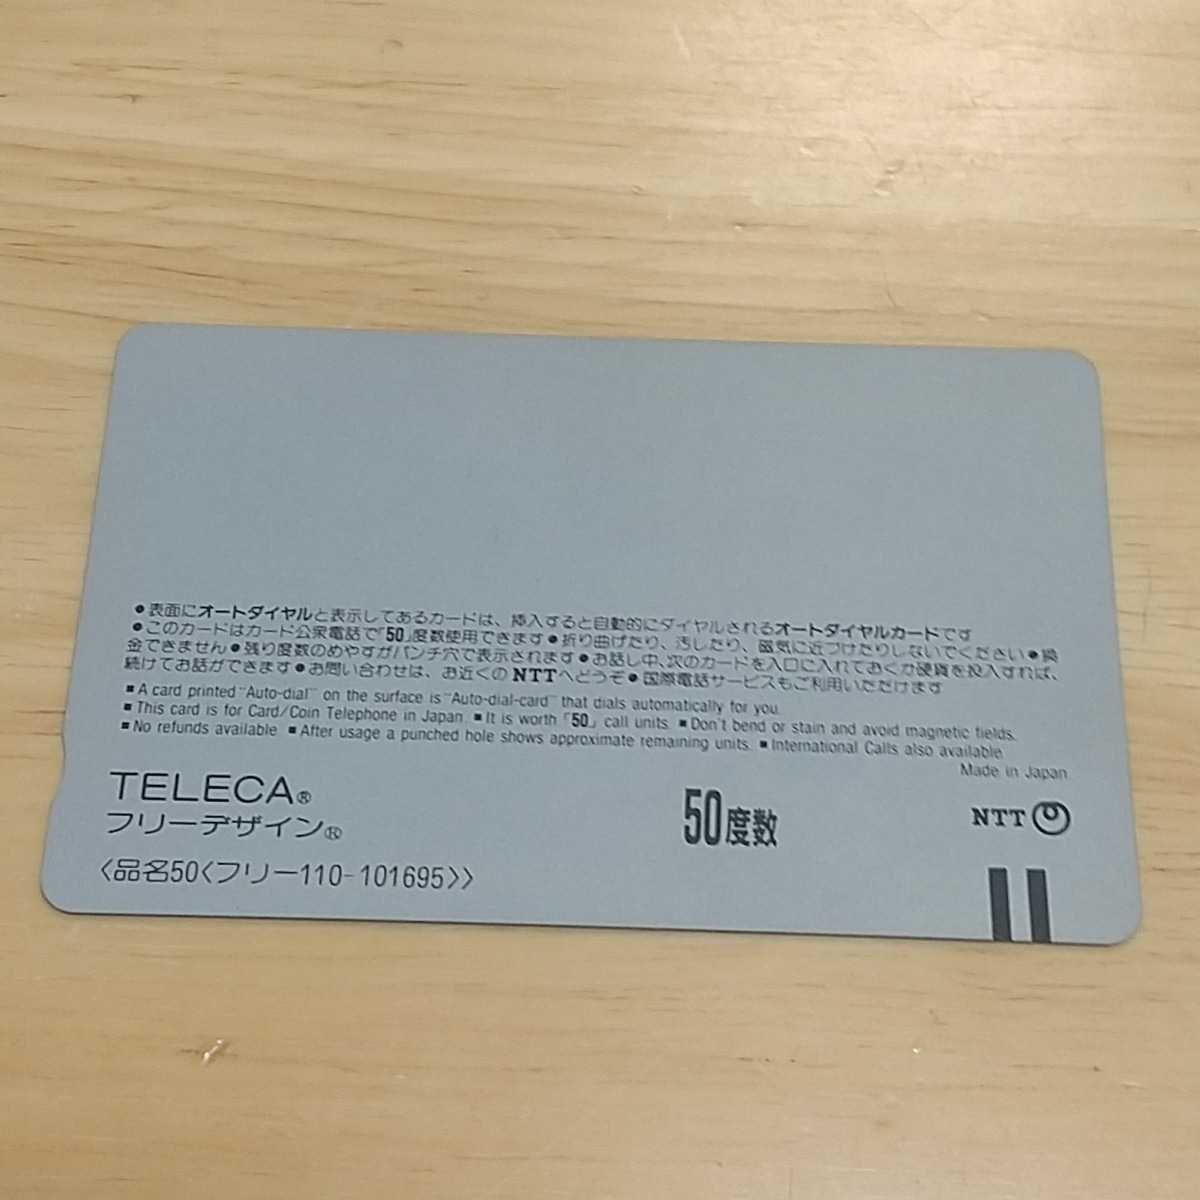 ●表面にオートダイヤルと表示してあるカードは、挿入すると自動的にダイヤルされるオートダイヤルカードです
●このカードはカード公衆電話で「50」度数使用できます●折り曲げたり、汚したり、磁気に近づけたりしないでください●換
金できません●残り度数のめやすがパンチ穴で表示されます●お話し中、次のカードを入口に入れておくか硬貨を投入すれば、
続けてお話ができます●お問い合わせは、お近くのNTTへどうぞ●国際電話サービスもご利用いただけます
■A card printed "Auto-dial" on the surface is "Auto-dial-card" that dials automatically for you.
■This card is for Card/Coin Telephone in Japan. ■It is worth「50」call units. ■Don't bend or stain and avoid magnetic fields.
■No refunds available. ■After usage a punched hole shows approximate remaining units. ■International Calls also available.
Made in Japan
TELECA®
フリーデザイン®
50度数
NTT
〈品名50〈フリー110-101695〉〉